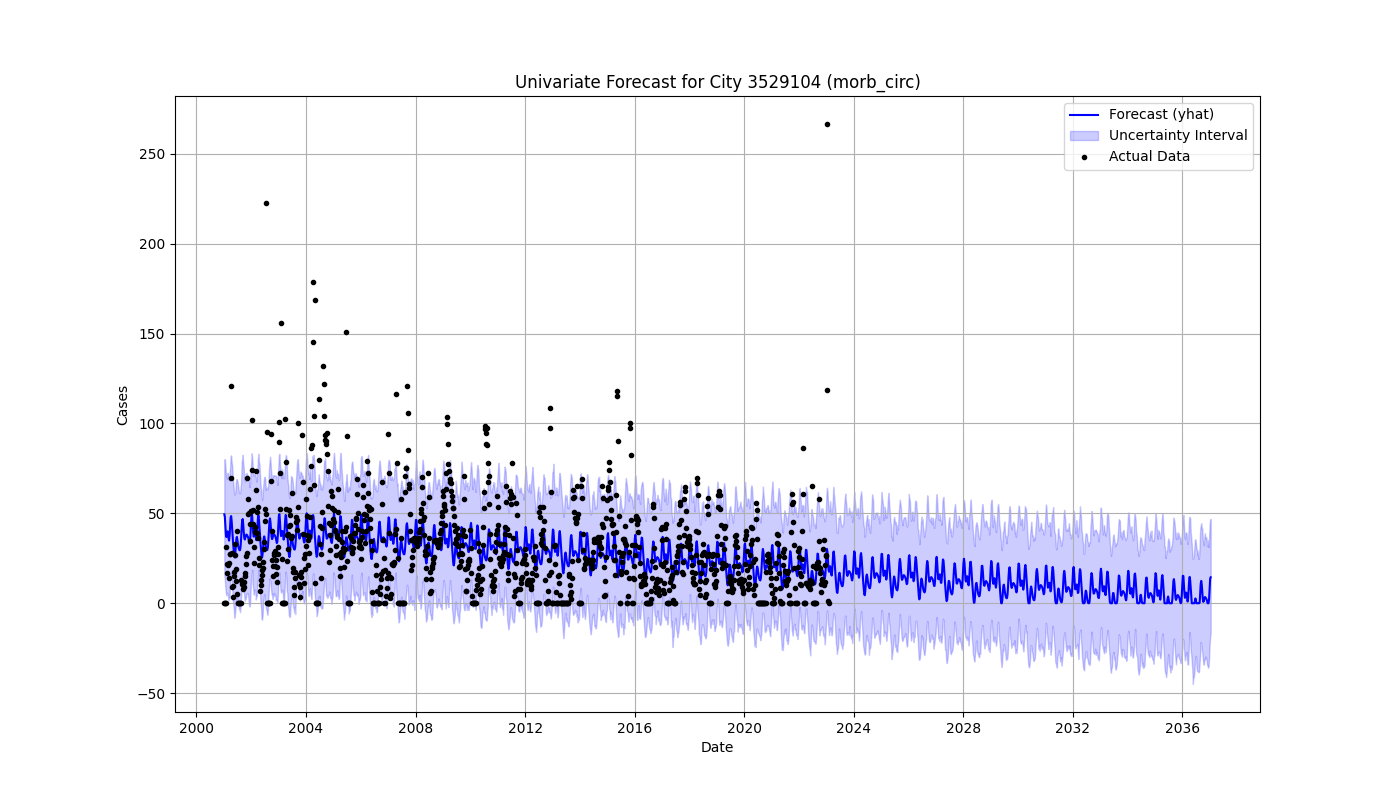 Univariate Forecast for City 3529104 (morb_circ)
Forecast (yhat)
Uncertainty Interval
Actual Data
250
200
150
100
50
0
−50
Cases
2000 2004 2008 2012 2016 2020 2024 2028 2032 2036
Date